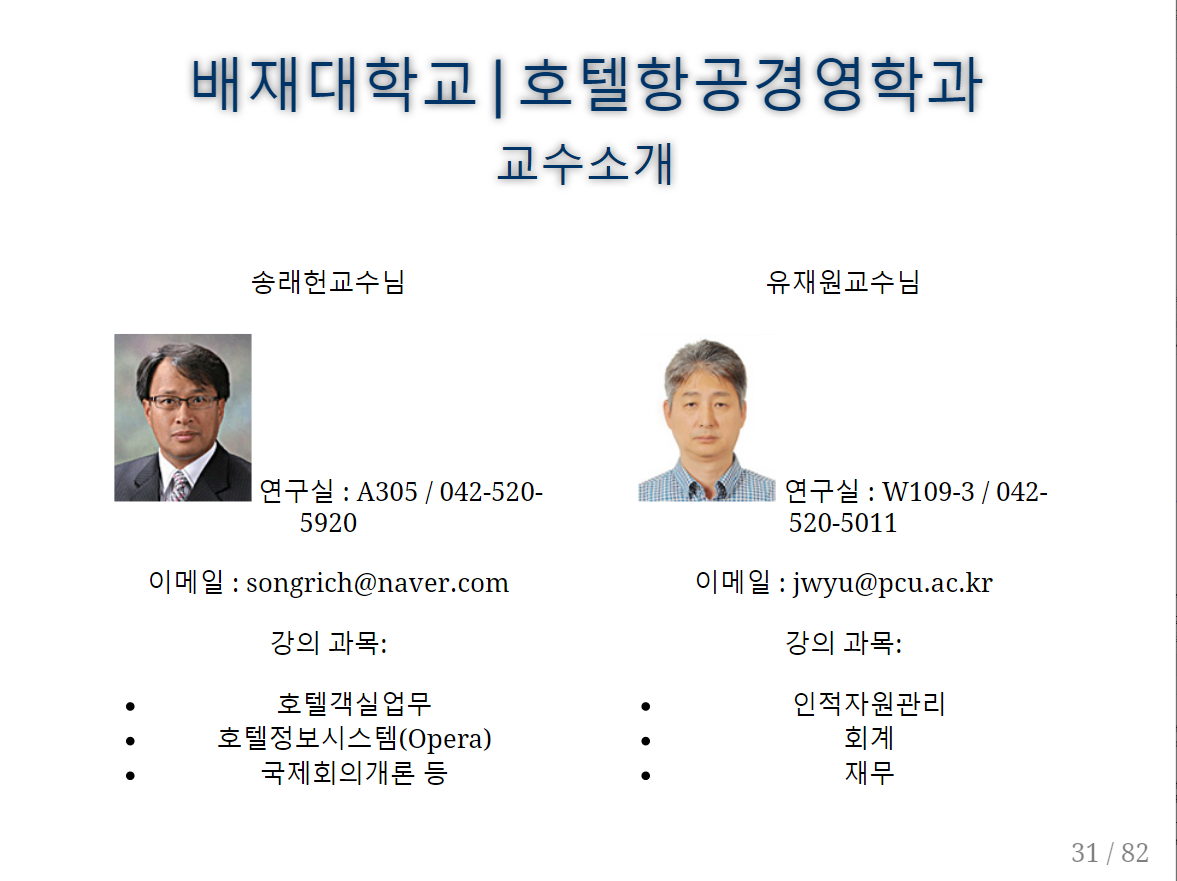 배재대학교|호텔항공경영학과
교수소개
송래헌교수님
연구실 : A305 / 042-520-
5920
이메일 : songrich@naver.com
강의 과목:
• 호텔객실업무
• 호텔정보시스템(Opera)
• 국제회의개론 등
유재원교수님
연구실 : W109-3 / 042-
520-5011
이메일 : jwyu@pcu.ac.kr
강의 과목:
• 인적자원관리
• 회계
• 재무
31 / 82